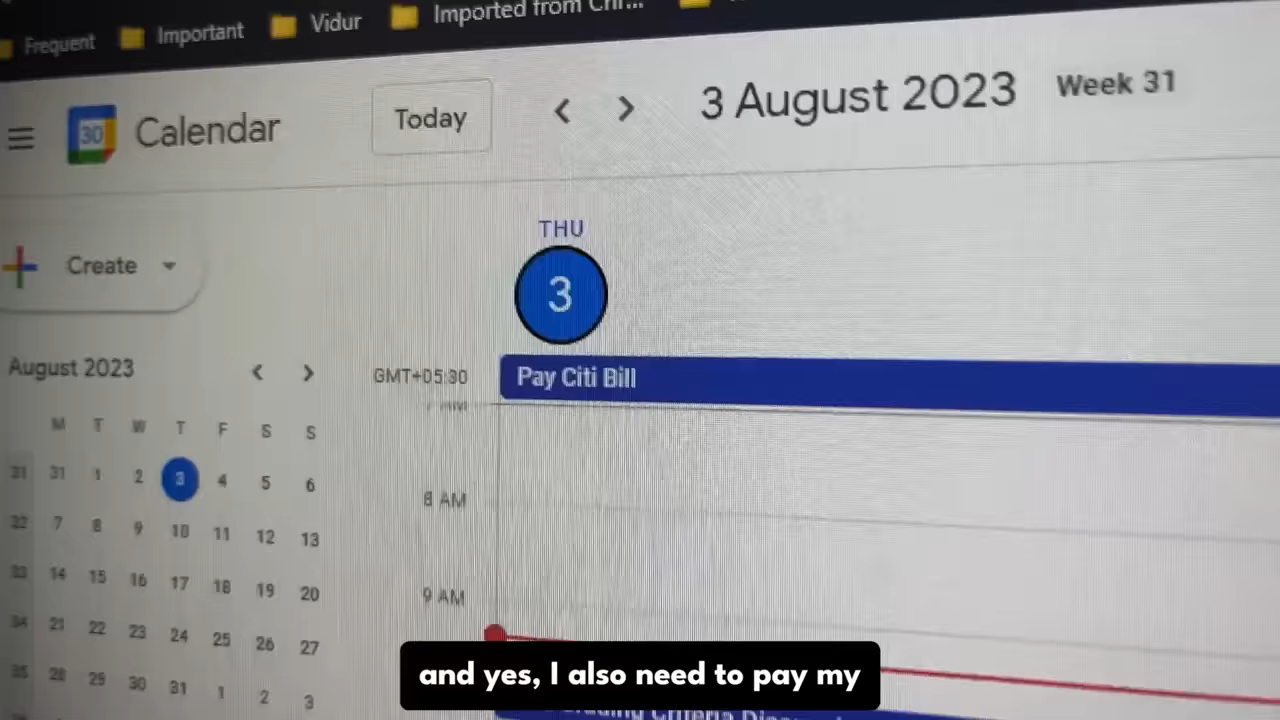 Frequent
Important
Vidur
Imported from Chr...
30
Calendar
Today
3 August 2023
Week 31
Create
THU
3
August 2023
GMT+05:30
Pay Citi Bill
M T W T F S S
31 31 1 2 3 4 5 6
32 7 8 9 10 11 12 13
33 14 15 16 17 18 19 20
34 21 22 23 24 25 26 27
35 28 29 30 31 1 2 3
8 AM
9 AM
and yes, I also need to pay my